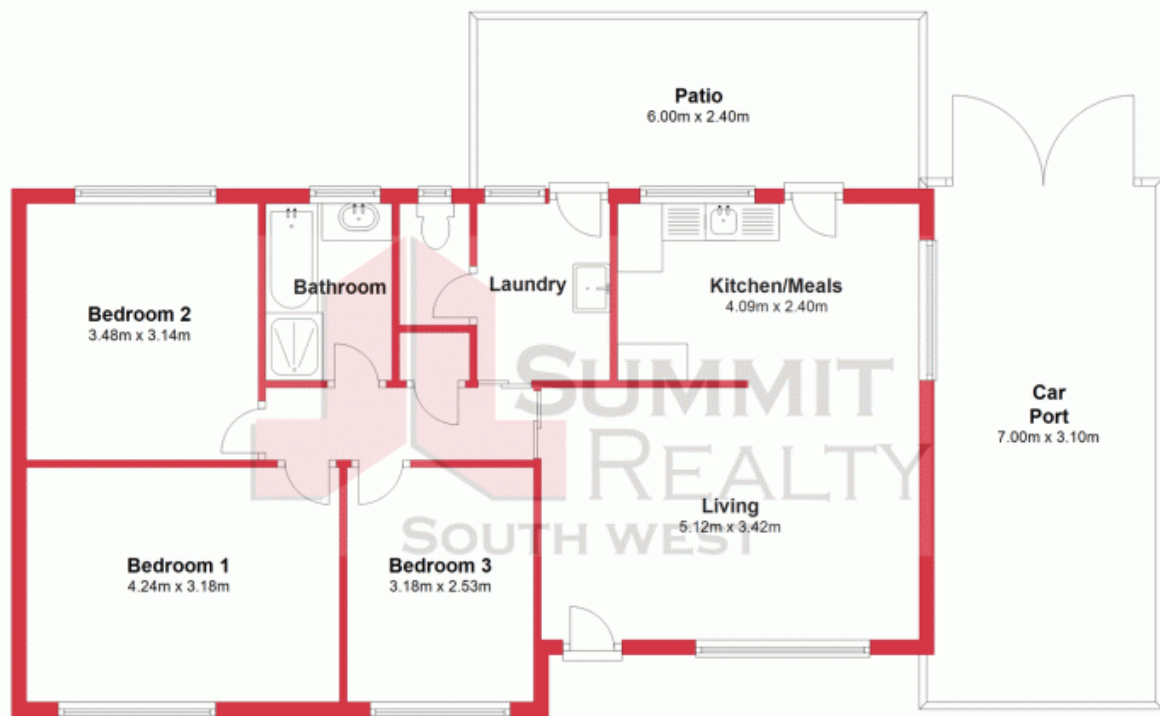 Patio
6.00m x 2.40m
Bedroom 2
3.48m x 3.14m
Bathroom
Laundry
Kitchen/Meals
4.09m x 2.40m
Car
Port
7.00m x 3.10m
SUMMIT
REALTY
SOUTH WEST
Living
5.12m x 3.42m
Bedroom 1
4.24m x 3.18m
Bedroom 3
3.18m x 2.53m